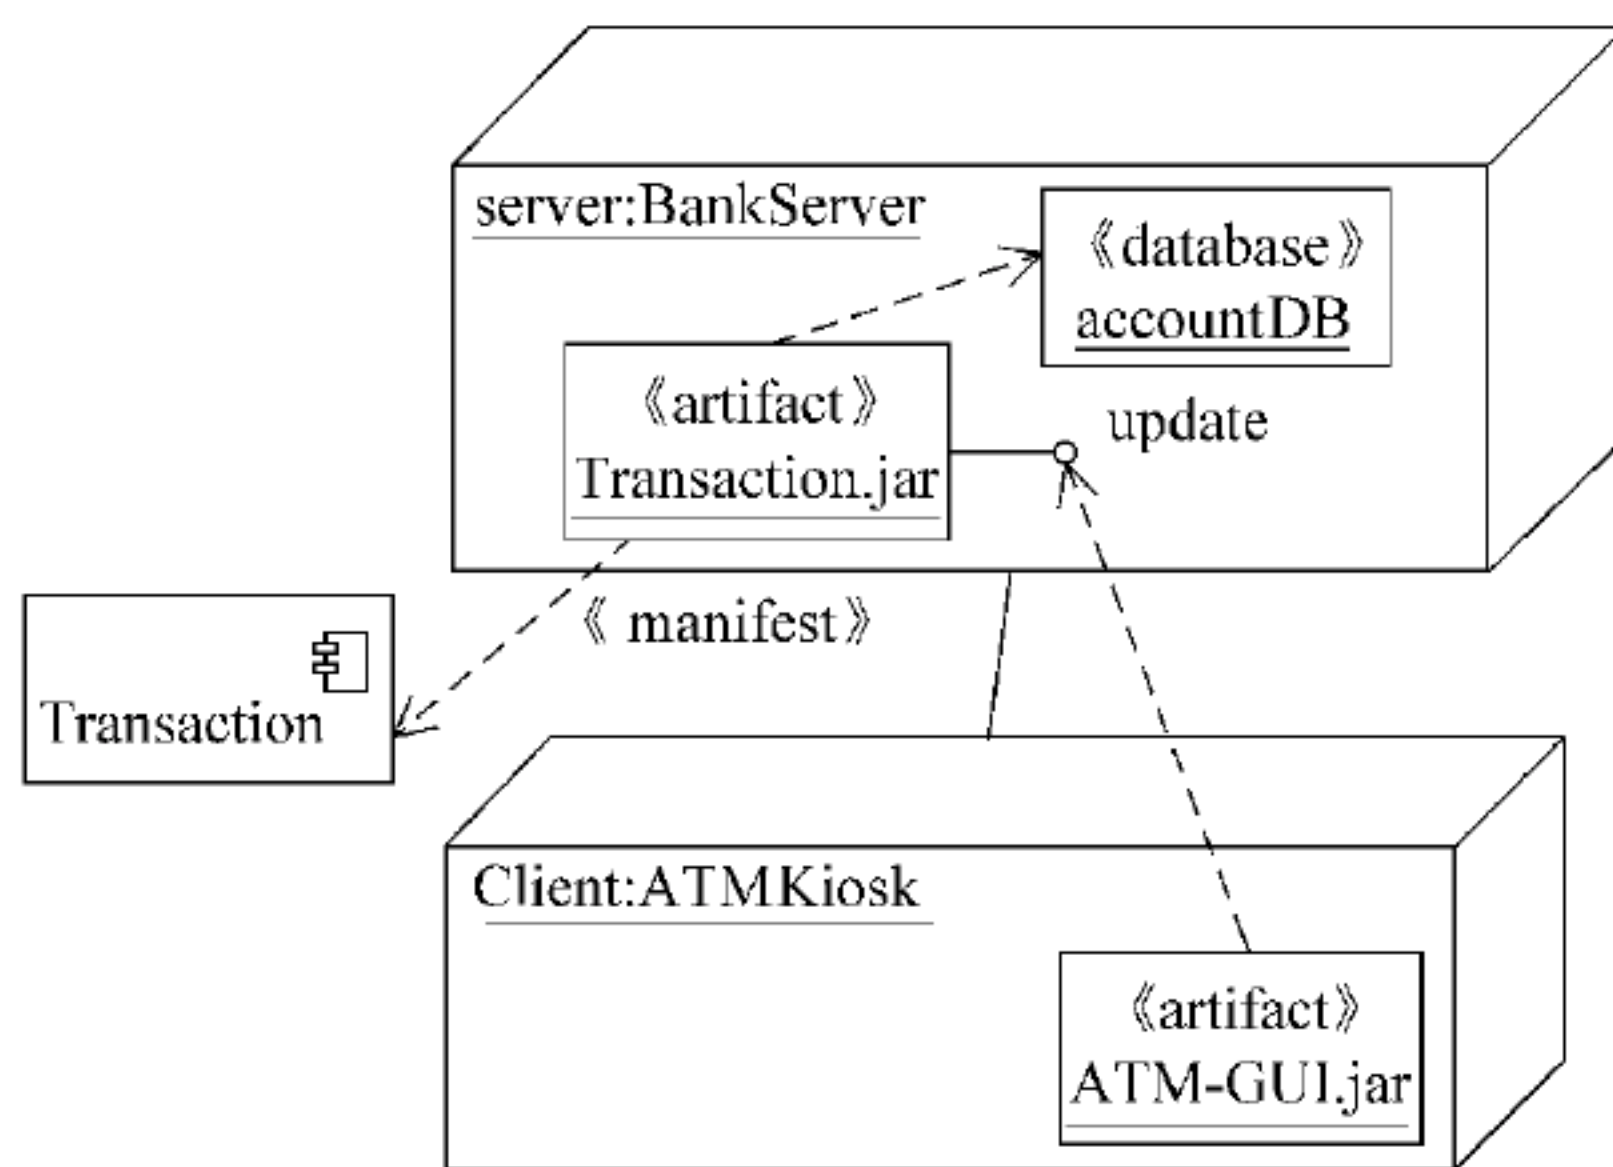 server:BankServer
《database》
accountDB
《artifact》
Transaction.jar
update
《 manifest》
Transaction
Client:ATMKiosk
《artifact》
ATM-GUI.jar